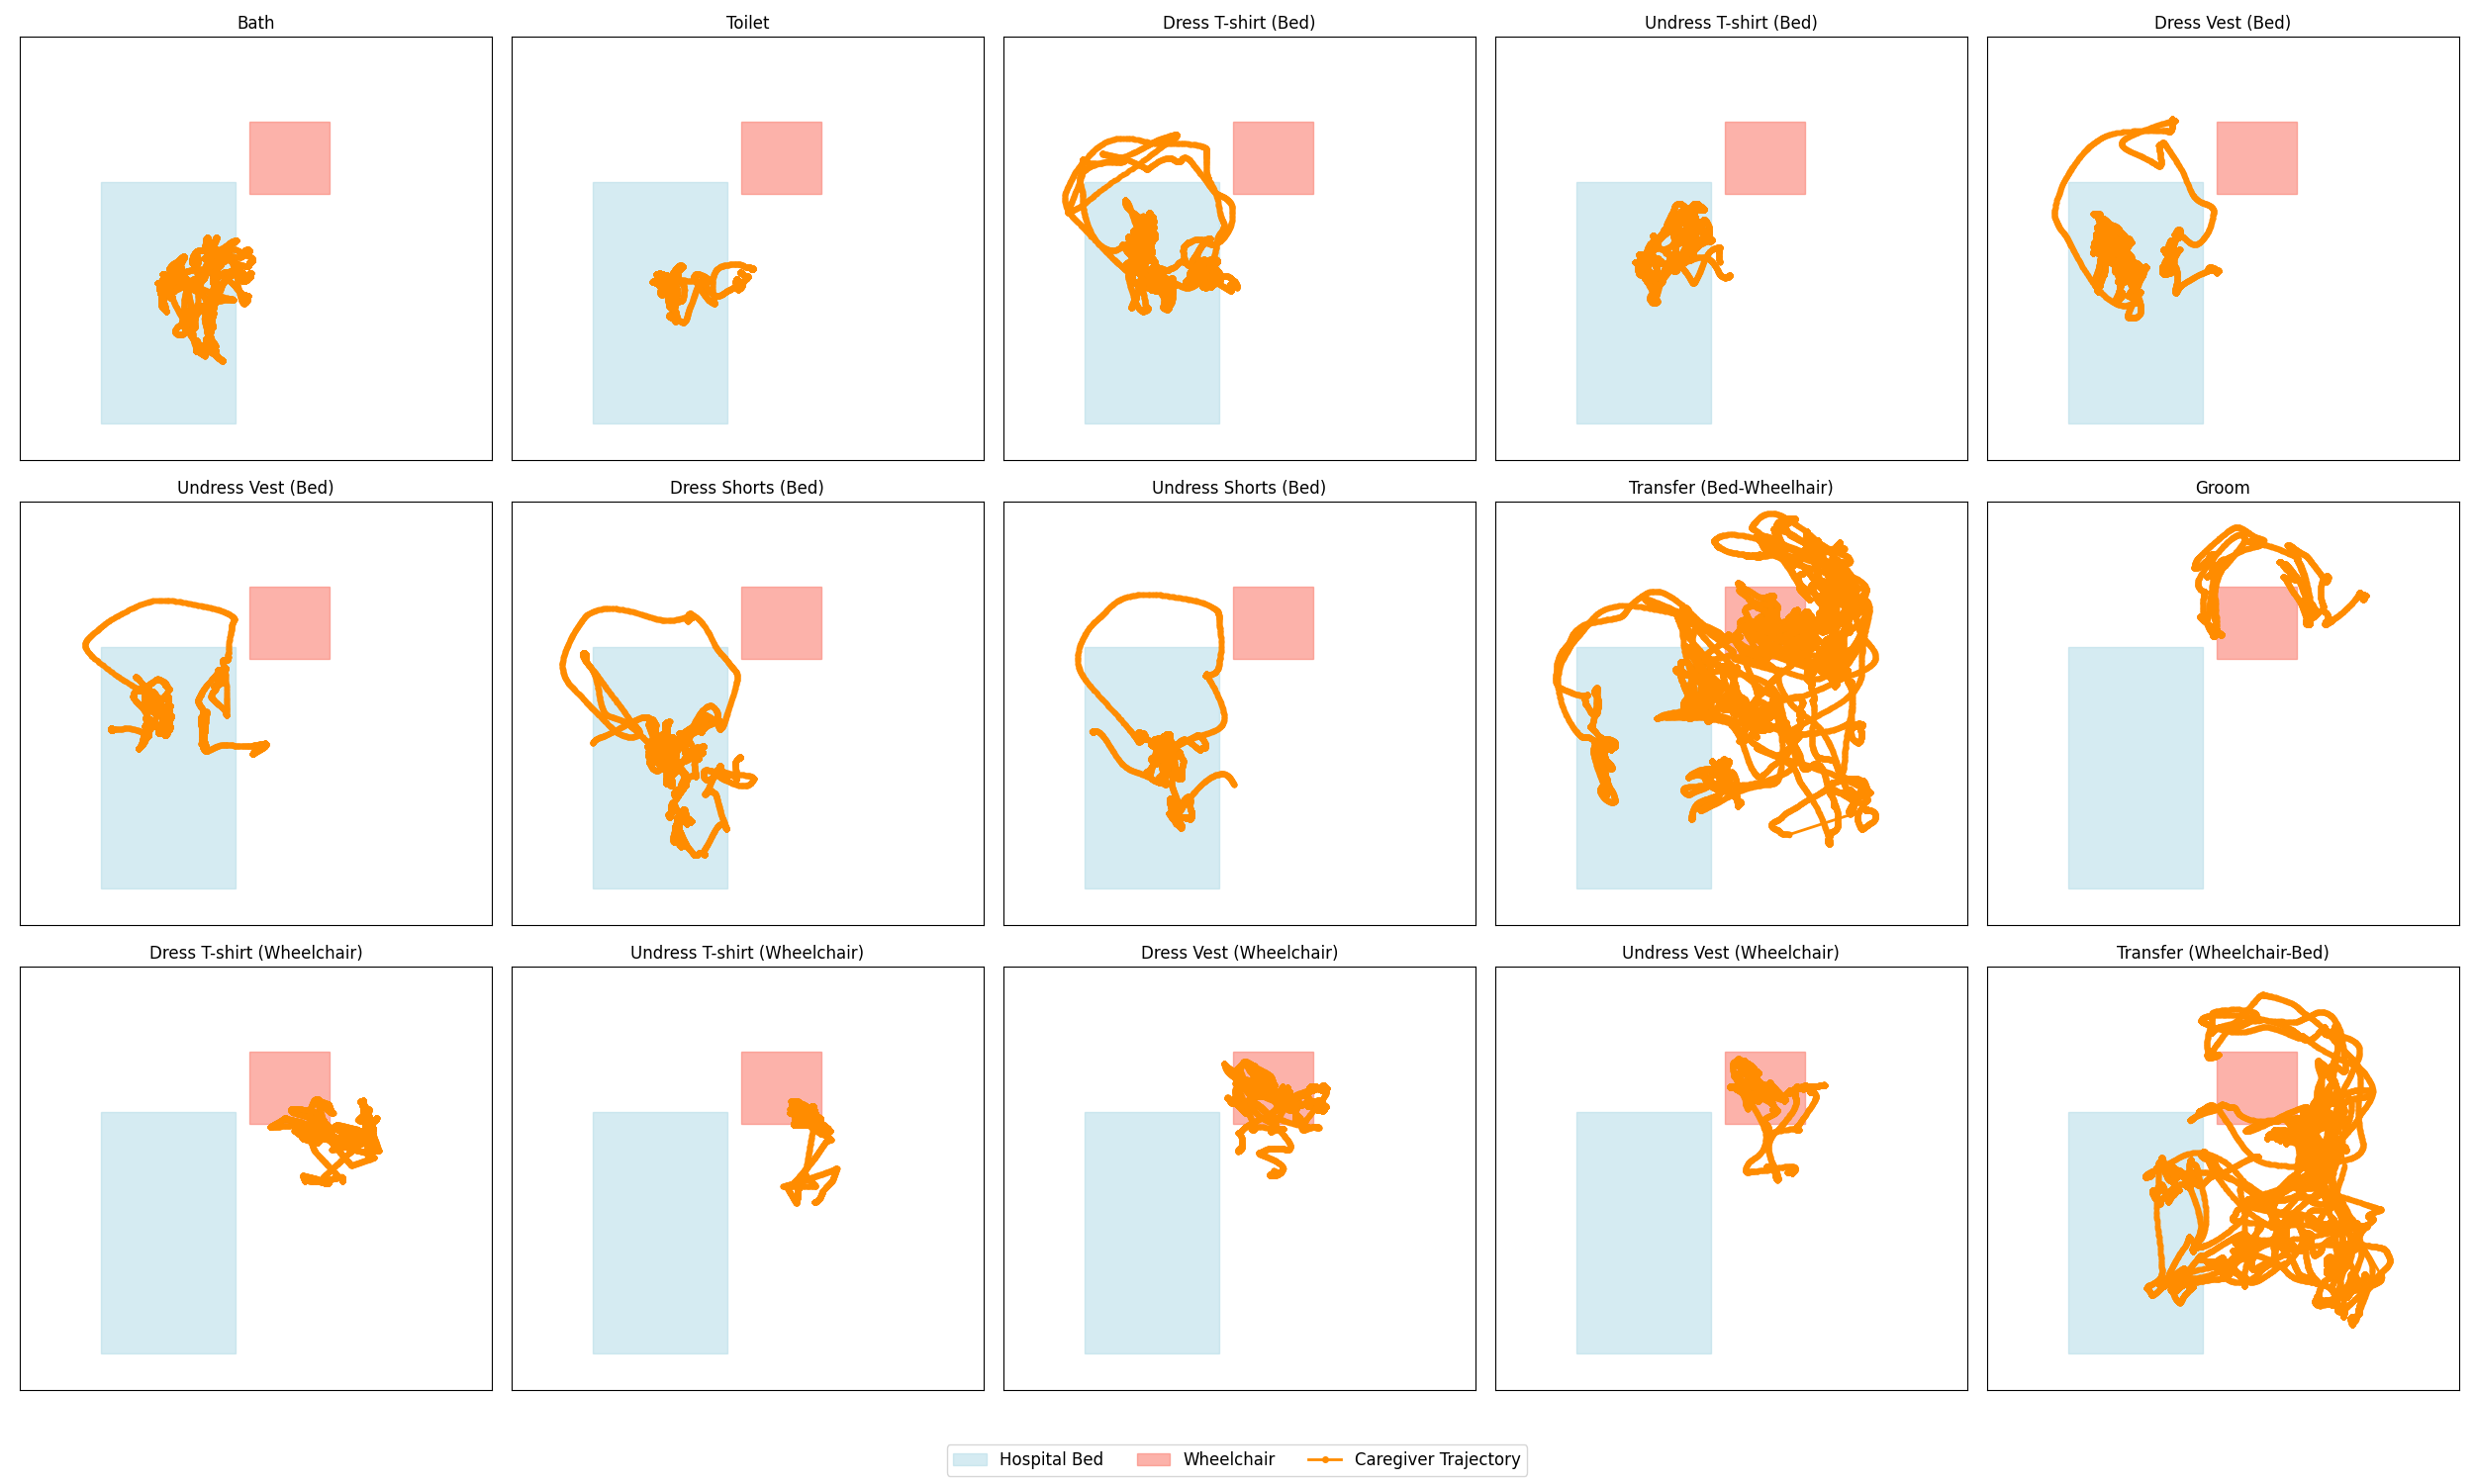 Bath
Toilet
Dress T-shirt (Bed)
Undress T-shirt (Bed)
Dress Vest (Bed)
Undress Vest (Bed)
Dress Shorts (Bed)
Undress Shorts (Bed)
Transfer (Bed-Wheelhair)
Groom
Dress T-shirt (Wheelchair)
Undress T-shirt (Wheelchair)
Dress Vest (Wheelchair)
Undress Vest (Wheelchair)
Transfer (Wheelchair-Bed)
Hospital Bed
Wheelchair
Caregiver Trajectory